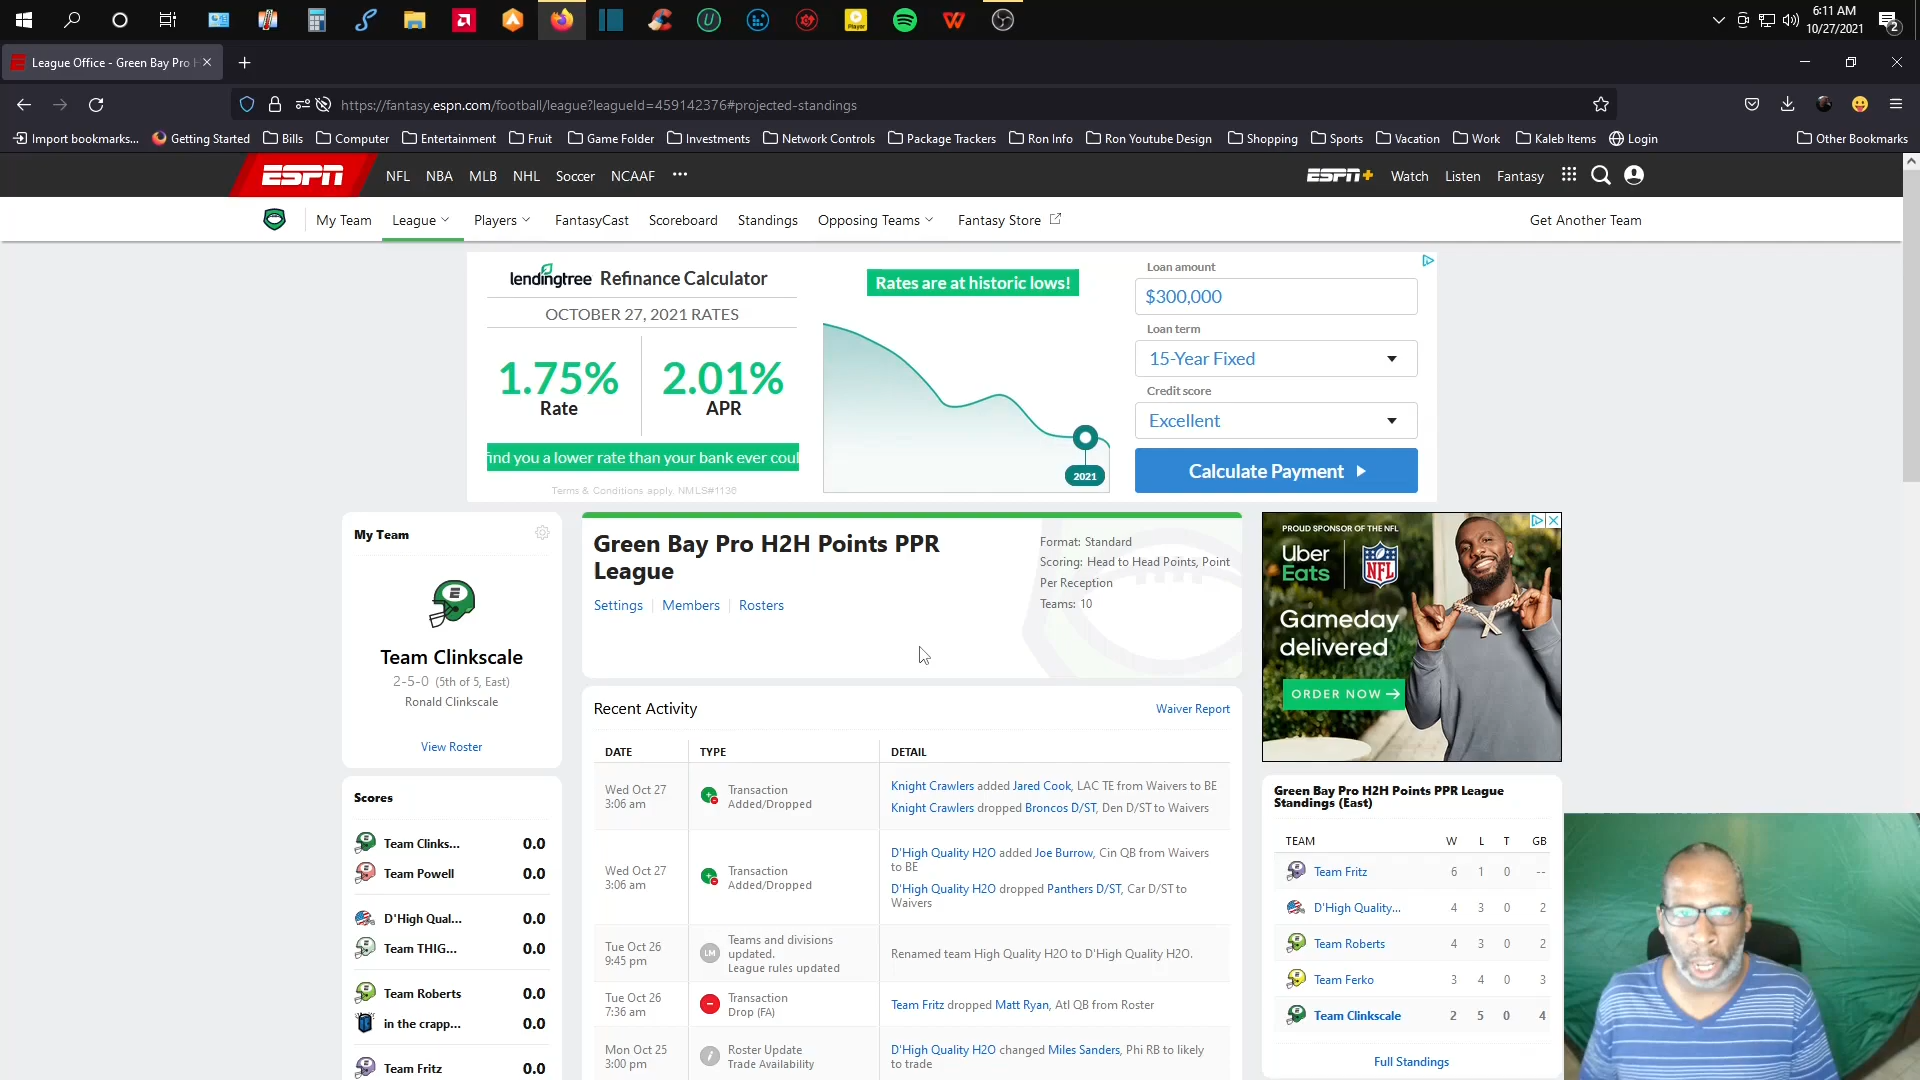 6:11 AM
10/27/2021
2
League Office - Green Bay Pro H
https://fantasy.espn.com/football/league?leagueId=459142376#projected-standings
Import bookmarks...
Getting Started
Bills
Computer
Entertainment
Fruit
Game Folder
Investments
Network Controls
Package Trackers
Ron Info
Ron Youtube Design
Shopping
Sports
Vacation
Work
Kaleb Items
Login
Other Bookmarks
ESPN
NFL
NBA
MLB
NHL
Soccer
NCAAF
ESPN+
Watch
Listen
Fantasy
My Team
League
Players
FantasyCast
Scoreboard
Standings
Opposing Teams
Fantasy Store
Get Another Team
lendingtree Refinance Calculator
OCTOBER 27, 2021 RATES
1.75%
Rate
2.01%
APR
find you a lower rate than your bank ever coul
Terms & Conditions apply. NMLS#1136
Rates are at historic lows!
2021
Loan amount
$300,000
Loan term
15-Year Fixed
Credit score
Excellent
Calculate Payment
My Team
Team Clinkscale
2-5-0 (5th of 5, East)
Ronald Clinkscale
View Roster
Scores
Team Clinks... 0.0
Team Powell 0.0
D'High Qual... 0.0
Team THIG... 0.0
Team Roberts 0.0
in the crapp... 0.0
Team Fritz 0.0
Green Bay Pro H2H Points PPR
League
Settings
Members
Rosters
Format: Standard
Scoring: Head to Head Points, Point
Per Reception
Teams: 10
Recent Activity
Waiver Report
DATE TYPE DETAIL
Wed Oct 27
3:06 am
Transaction
Added/Dropped
Knight Crawlers added Jared Cook, LAC TE from Waivers to BE
Knight Crawlers dropped Broncos D/ST, Den D/ST to Waivers
Wed Oct 27
3:06 am
Transaction
Added/Dropped
D'High Quality H2O added Joe Burrow, Cin QB from Waivers
to BE
D'High Quality H2O dropped Panthers D/ST, Car D/ST to
Waivers
Tue Oct 26
9:45 pm
LM
Teams and divisions
updated.
League rules updated
Renamed team High Quality H2O to D'High Quality H2O.
Tue Oct 26
7:36 am
Transaction
Drop (FA)
Team Fritz dropped Matt Ryan, Atl QB from Roster
Mon Oct 25
3:00 pm
Roster Update
Trade Availability
D'High Quality H2O changed Miles Sanders, Phi RB to likely
to trade
PROUD SPONSOR OF THE NFL
Uber
Eats
NFL
Gameday
delivered
ORDER NOW
Green Bay Pro H2H Points PPR League
Standings (East)
TEAM W L T GB
Team Fritz 6 1 0 --
D'High Quality... 4 3 0 2
Team Roberts 4 3 0 2
Team Ferko 3 4 0 3
Team Clinkscale 2 5 0 4
Full Standings